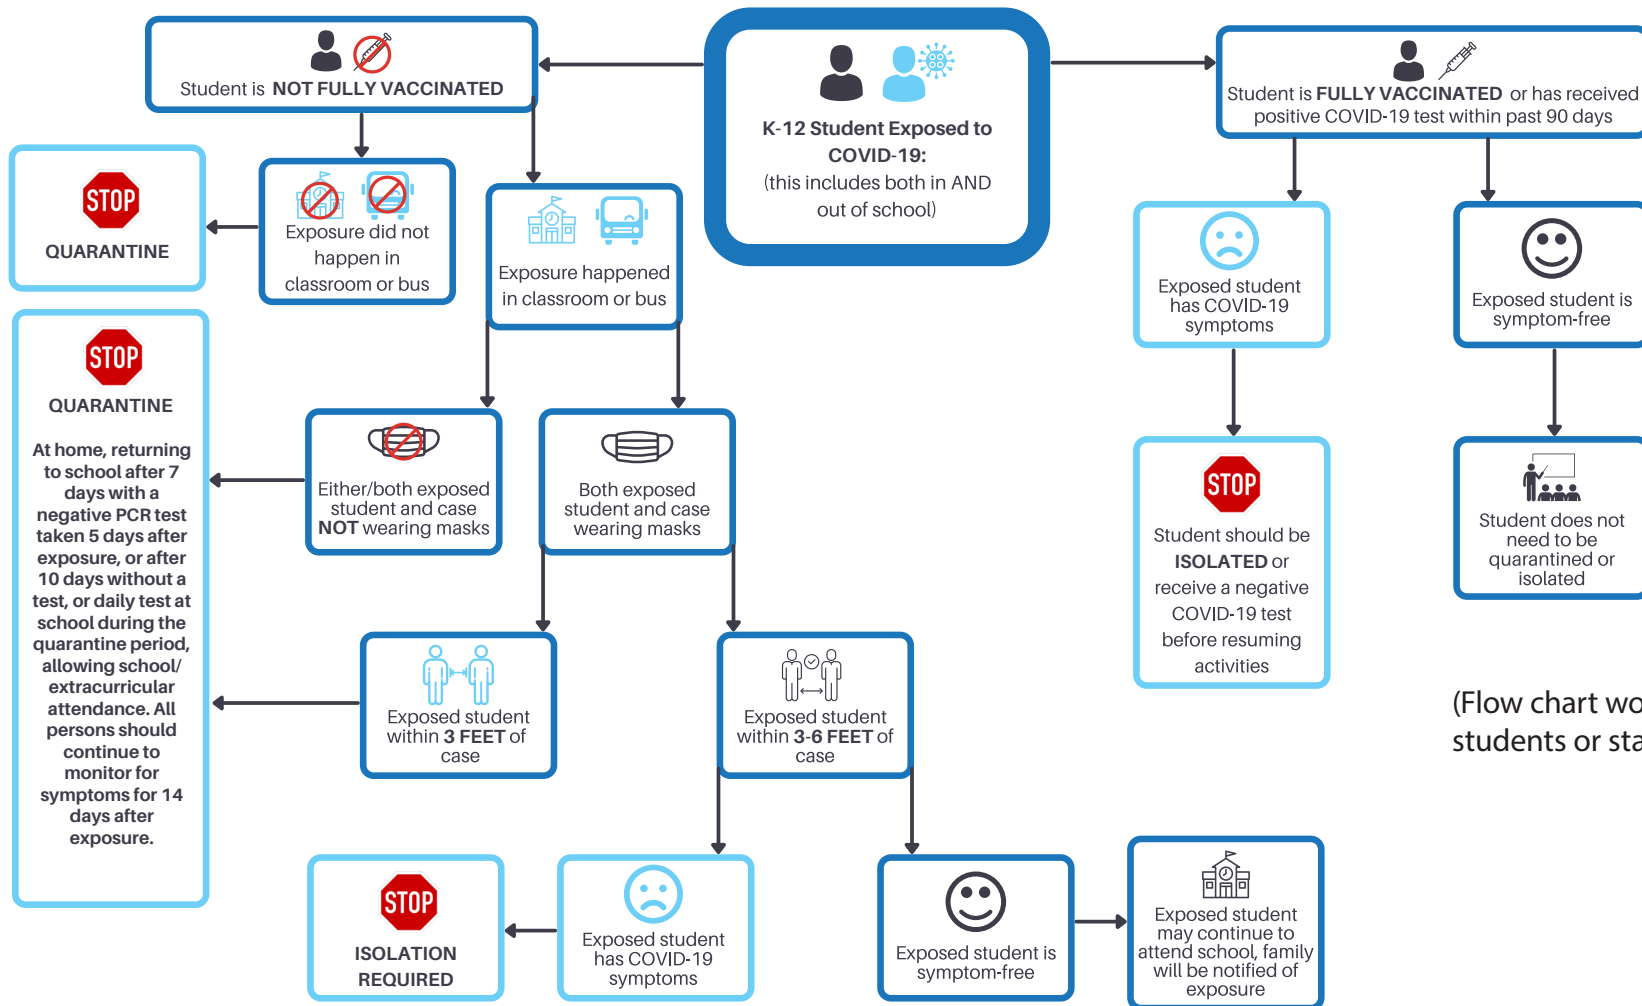 Student is NOT FULLY VACCINATED
K-12 Student Exposed to
COVID-19:
(this includes both in AND
out of school)
Student is FULLY VACCINATED or has received
positive COVID-19 test within past 90 days
STOP
QUARANTINE
Exposure did not
happen in
classroom or bus
Exposure happened
in classroom or bus
Exposed student
has COVID-19
symptoms
Exposed student is
symptom-free
STOP
QUARANTINE
At home, returning
to school after 7
days with a
negative PCR test
taken 5 days after
exposure, or after
10 days without a
test, or daily test at
school during the
quarantine period,
allowing school/
extracurricular
attendance. All
persons should
continue to
monitor for
symptoms for 14
days after
exposure.
Either/both exposed
student and case
NOT wearing masks
Both exposed
student and case
wearing masks
STOP
Student should be
ISOLATED or
receive a negative
COVID-19 test
before resuming
activities
Student does not
need to be
quarantined or
isolated
Exposed student
within 3 FEET of
case
Exposed student
within 3-6 FEET of
case
(Flow chart wo
students or sta
STOP
ISOLATION
REQUIRED
Exposed student
has COVID-19
symptoms
Exposed student is
symptom-free
Exposed student
may continue to
attend school, family
will be notified of
exposure